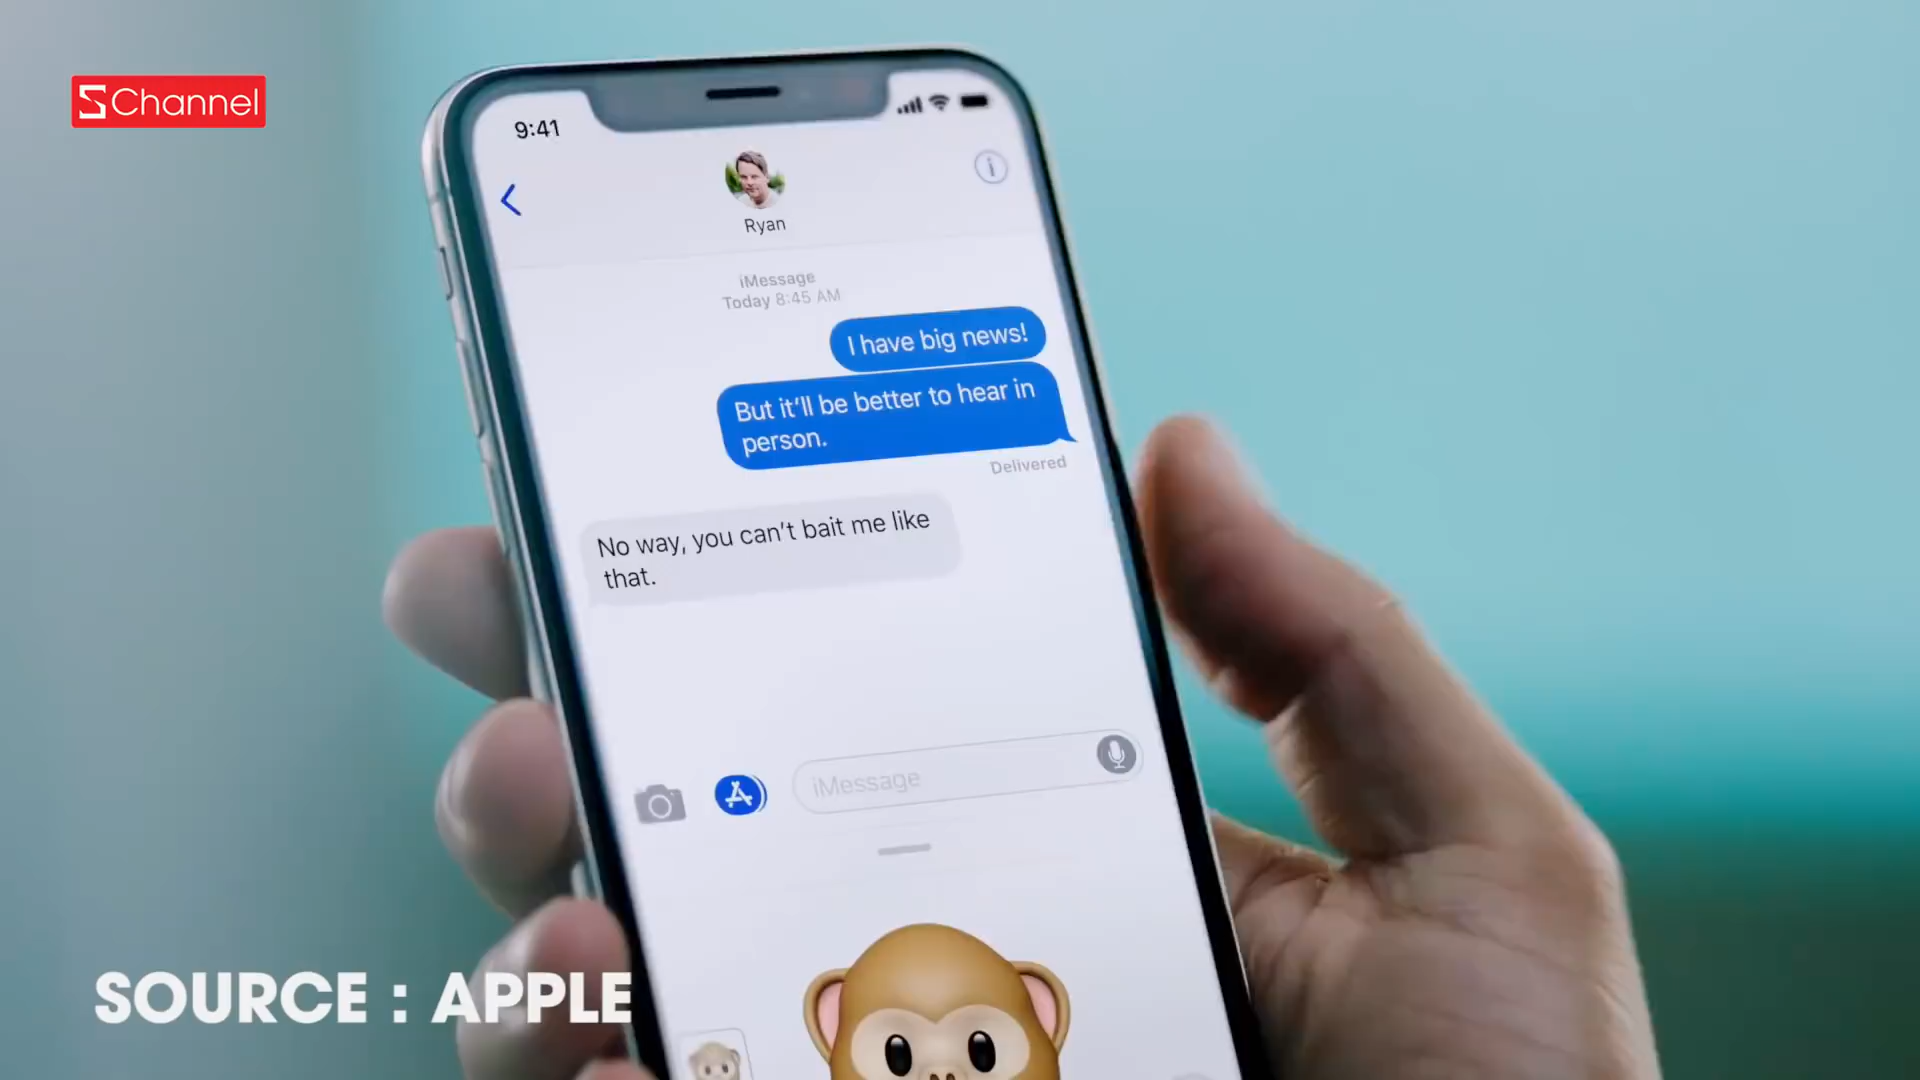 SChannel
9:41
Ryan
iMessage
Today 8:45 AM
I have big news!
But it'll be better to hear in
person.
Delivered
No way, you can't bait me like
that.
iMessage
SOURCE : APPLE